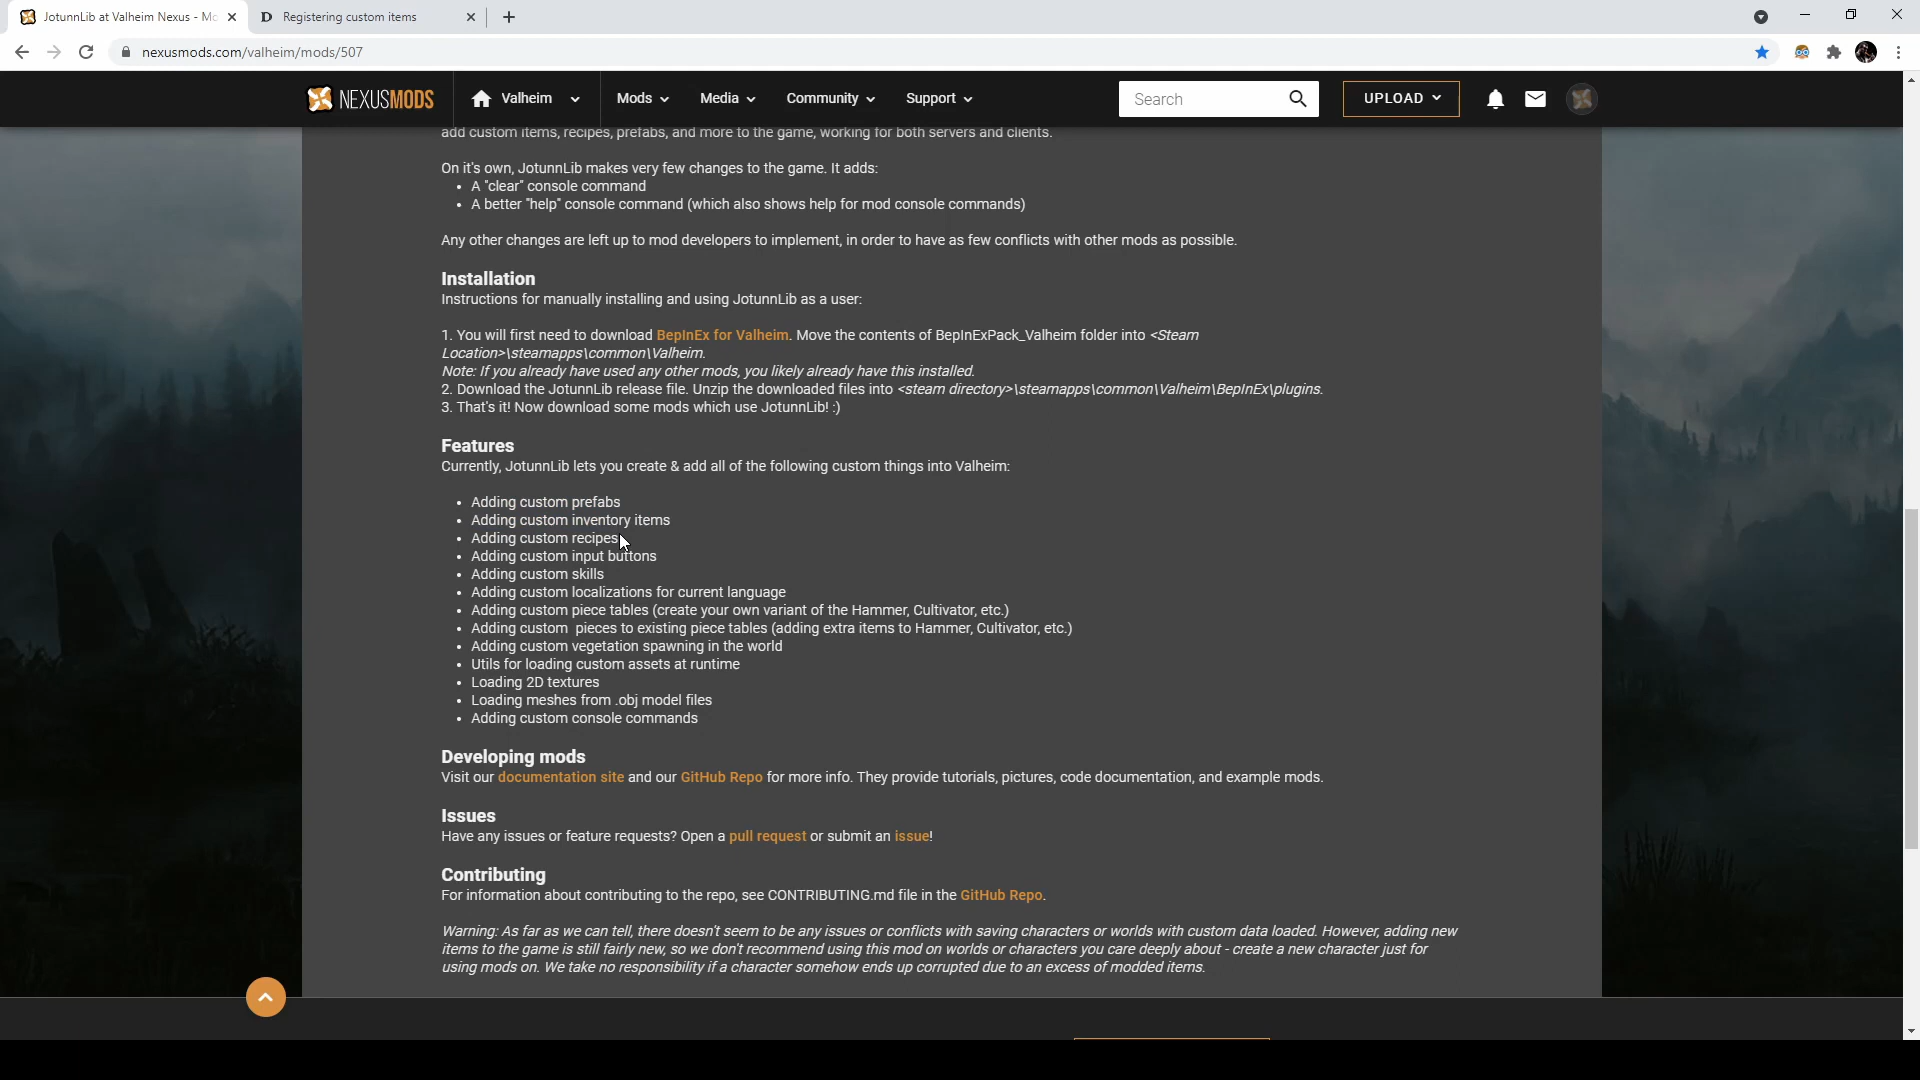 JotunnLib at Valheim Nexus - Mo
Registering custom items
nexusmods.com/valheim/mods/507
NEXUSMODS
Valheim
Mods
Media
Community
Support
Search
UPLOAD
add custom items, recipes, prefabs, and more to the game, working for both servers and clients.
On it's own, JotunnLib makes very few changes to the game. It adds:
• A "clear" console command
• A better "help" console command (which also shows help for mod console commands)
Any other changes are left up to mod developers to implement, in order to have as few conflicts with other mods as possible.
Installation
Instructions for manually installing and using JotunnLib as a user:
1. You will first need to download BepInEx for Valheim. Move the contents of BepInExPack_Valheim folder into <Steam
Location>\steamapps\common\Valheim.
Note: If you already have used any other mods, you likely already have this installed.
2. Download the JotunnLib release file. Unzip the downloaded files into <steam directory>\steamapps\common\Valheim\BepInEx\plugins.
3. That's it! Now download some mods which use JotunnLib! :)
Features
Currently, JotunnLib lets you create & add all of the following custom things into Valheim:
• Adding custom prefabs
• Adding custom inventory items
• Adding custom recipes
• Adding custom input buttons
• Adding custom skills
• Adding custom localizations for current language
• Adding custom piece tables (create your own variant of the Hammer, Cultivator, etc.)
• Adding custom  pieces to existing piece tables (adding extra items to Hammer, Cultivator, etc.)
• Adding custom vegetation spawning in the world
• Utils for loading custom assets at runtime
• Loading 2D textures
• Loading meshes from .obj model files
• Adding custom console commands
Developing mods
Visit our documentation site and our GitHub Repo for more info. They provide tutorials, pictures, code documentation, and example mods.
Issues
Have any issues or feature requests? Open a pull request or submit an issue!
Contributing
For information about contributing to the repo, see CONTRIBUTING.md file in the GitHub Repo.
Warning: As far as we can tell, there doesn't seem to be any issues or conflicts with saving characters or worlds with custom data loaded. However, adding new
items to the game is still fairly new, so we don't recommend using this mod on worlds or characters you care deeply about - create a new character just for
using mods on. We take no responsibility if a character somehow ends up corrupted due to an excess of modded items.